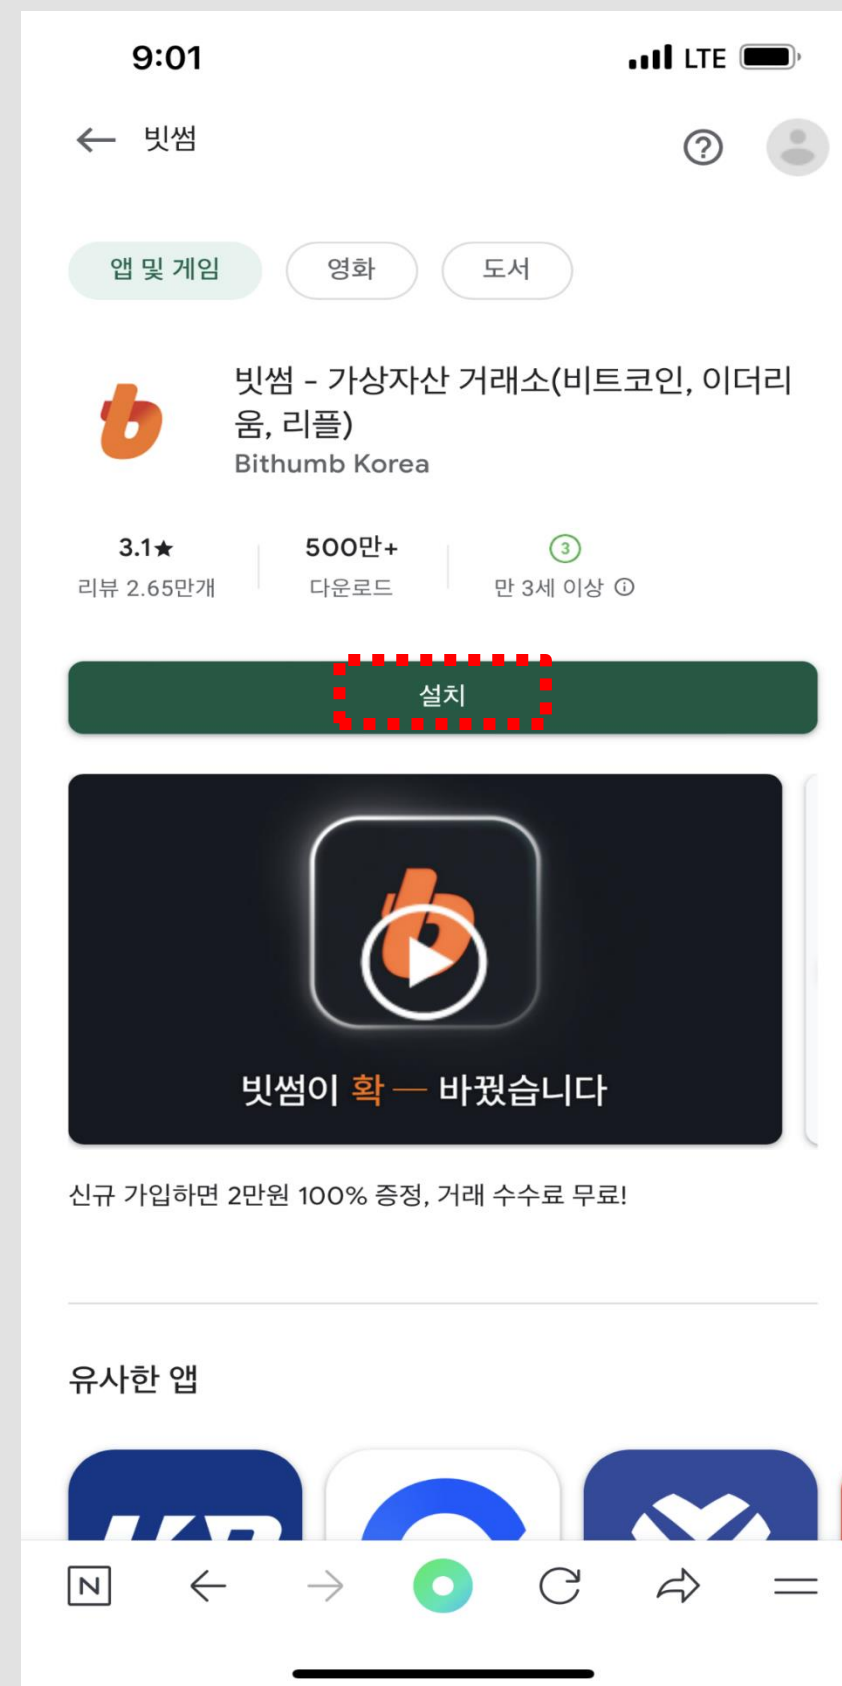 9:01 LTE
빗썸
앱 및 게임 영화 도서
빗썸 - 가상자산 거래소(비트코인, 이더리
움, 리플)
Bithumb Korea
3.1★ 500만+ 3
리뷰 2.65만개 다운로드 만 3세 이상
설치
빗썸이 확 — 바꿨습니다
신규 가입하면 2만원 100% 증정, 거래 수수료 무료!
유사한 앱
N